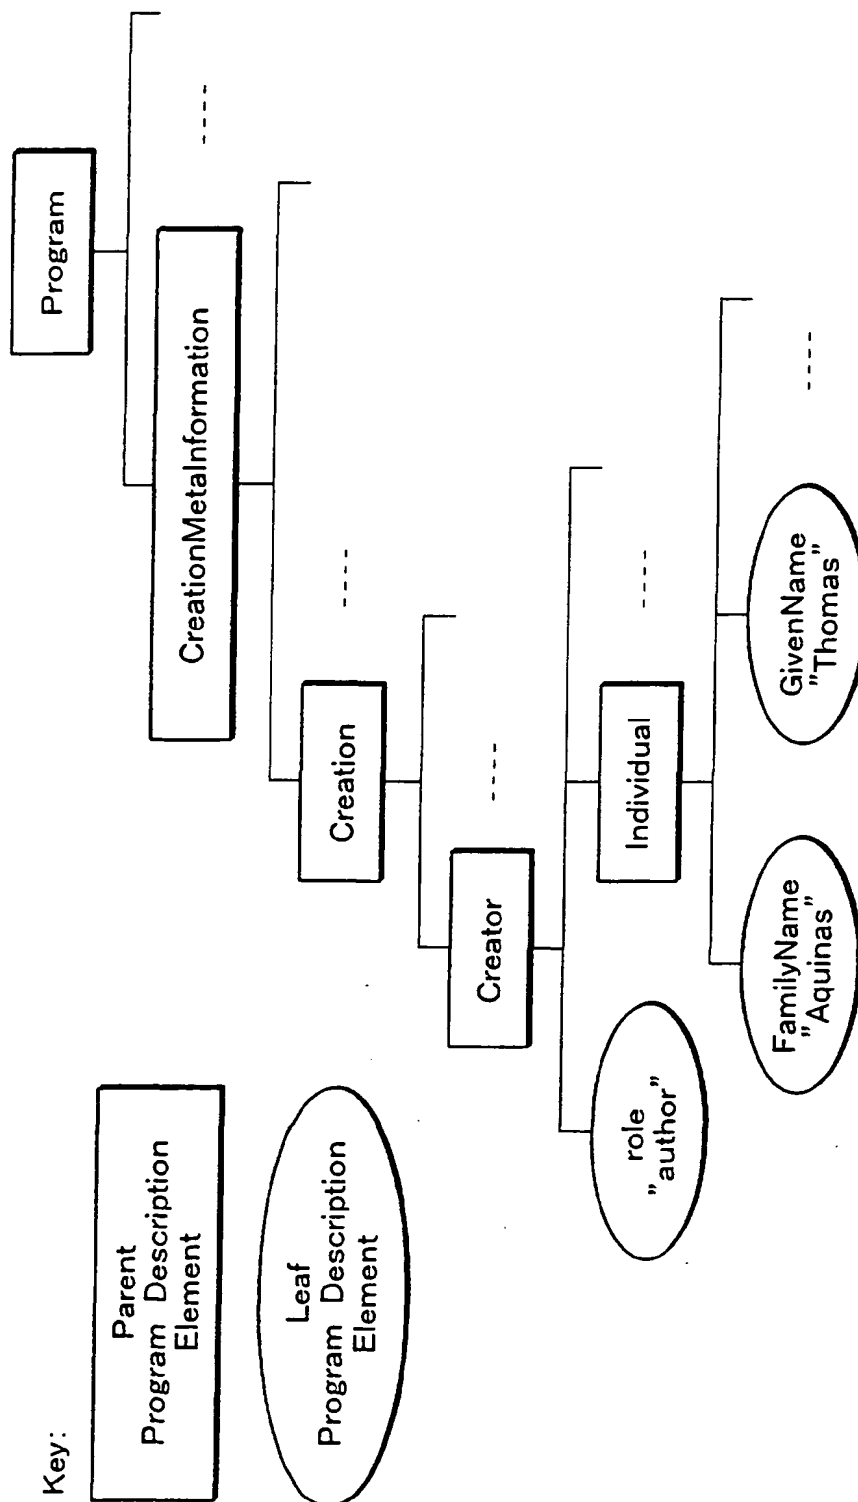 Program
CreationMetaInformation
Creation
Creator
role
"author"
Individual
FamilyName
"Aquinas"
GivenName
"Thomas"
Key:
Parent
Program Description
Element
Leaf
Program Description
Element